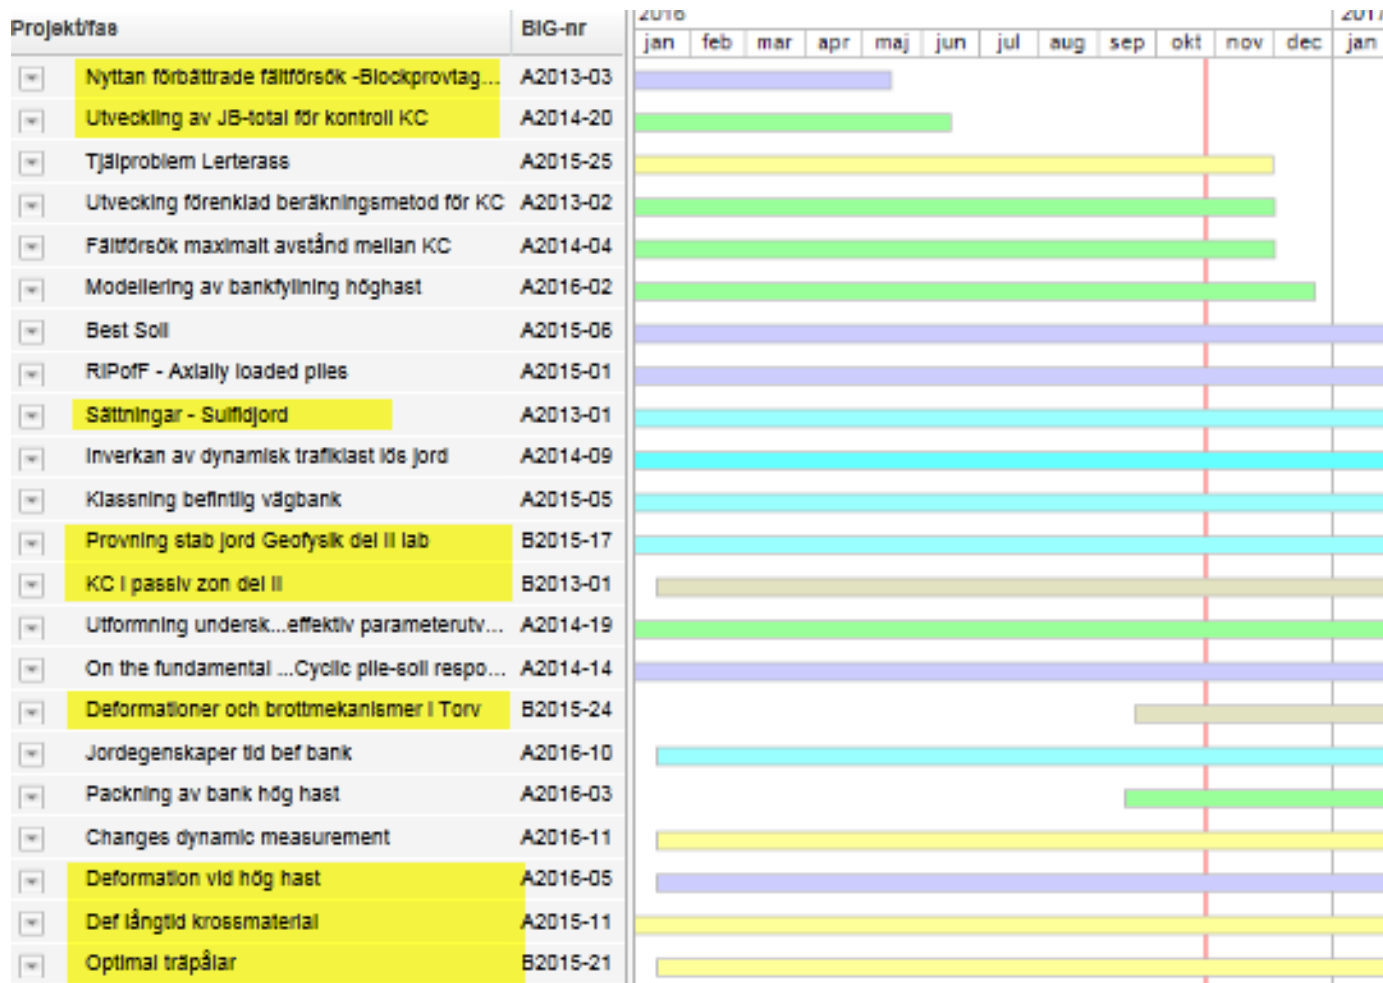 2016 2017
Projekt/fas BIG-nr
jan feb mar apr maj jun jul aug sep okt nov dec jan
Nyttan förbättrade fältförsök -Blockprovtag... A2013-03
Utveckling av JB-total för kontroll KC A2014-20
Tjälproblem Lerterass A2015-25
Utvecking förenklad beräkningsmetod för KC A2013-02
Fältförsök maximalt avstånd mellan KC A2014-04
Modellering av bankfyllning höghast A2016-02
Best Soil A2015-06
RIPofF - Axially loaded piles A2015-01
Sättningar - Sulfidjord A2013-01
Inverkan av dynamisk trafiklast lös jord A2014-09
Klassning befintlig vägbank A2015-05
Provning stab jord Geofysik del II lab B2015-17
KC i passiv zon del II B2013-01
Utformning undersk...effektiv parameterutv... A2014-19
On the fundamental ...Cyclic pile-soil respo... A2014-14
Deformationer och brottmekanismer i Torv B2015-24
Jordegenskaper tid bef bank A2016-10
Packning av bank hög hast A2016-03
Changes dynamic measurement A2016-11
Deformation vid hög hast A2016-05
Def långtid krossmaterial A2015-11
Optimal träpålar B2015-21